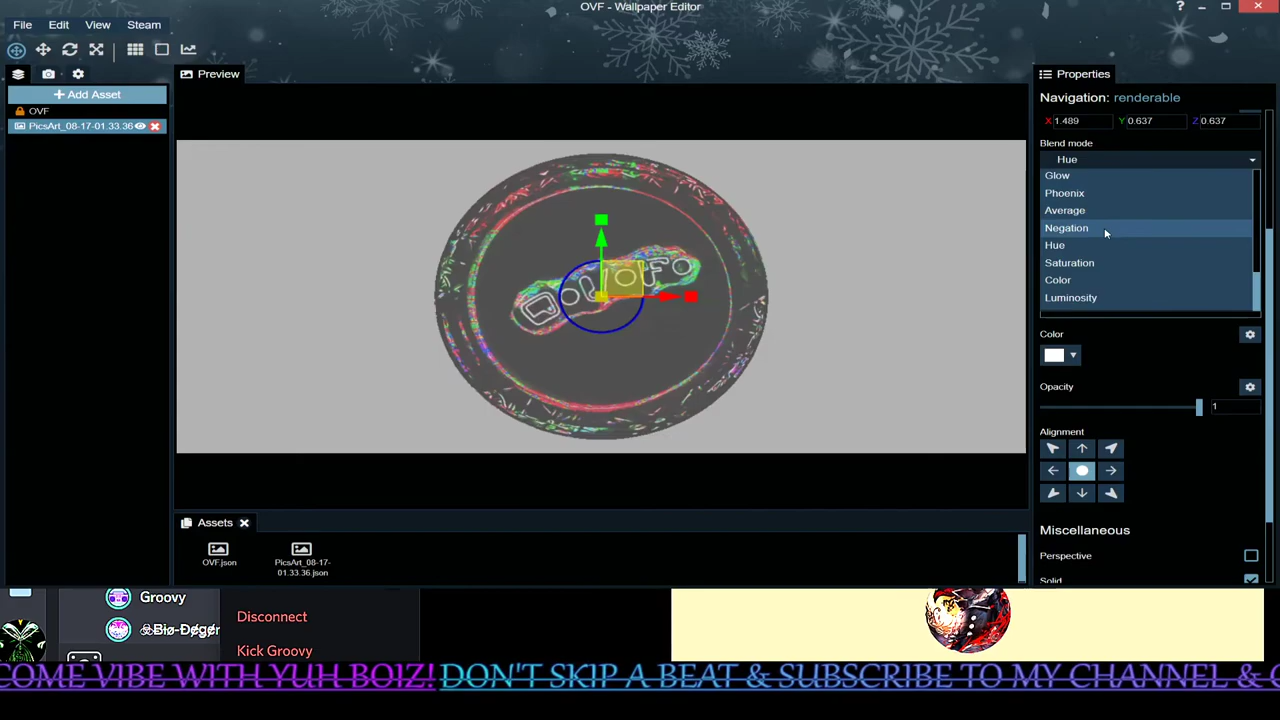 OVF - Wallpaper Editor
?
File Edit View Steam
Add Asset
OVF
PicsArt_08-17-01.33.36
Preview
Properties
Navigation: renderable
X 1.489 Y 0.637 Z 0.637
Blend mode
Hue
Glow
Phoenix
Average
Negation
Hue
Saturation
Color
Luminosity
Color
Opacity
1
Alignment
Miscellaneous
Perspective
Solid
Assets
OVF.json
PicsArt_08-17-
01.33.36.json
Groovy
Disconnect
Kick Groovy
COME VIBE WITH YUH BOIZ! DON'T SKIP A BEAT & SUBSCRIBE TO MY CHANNEL &